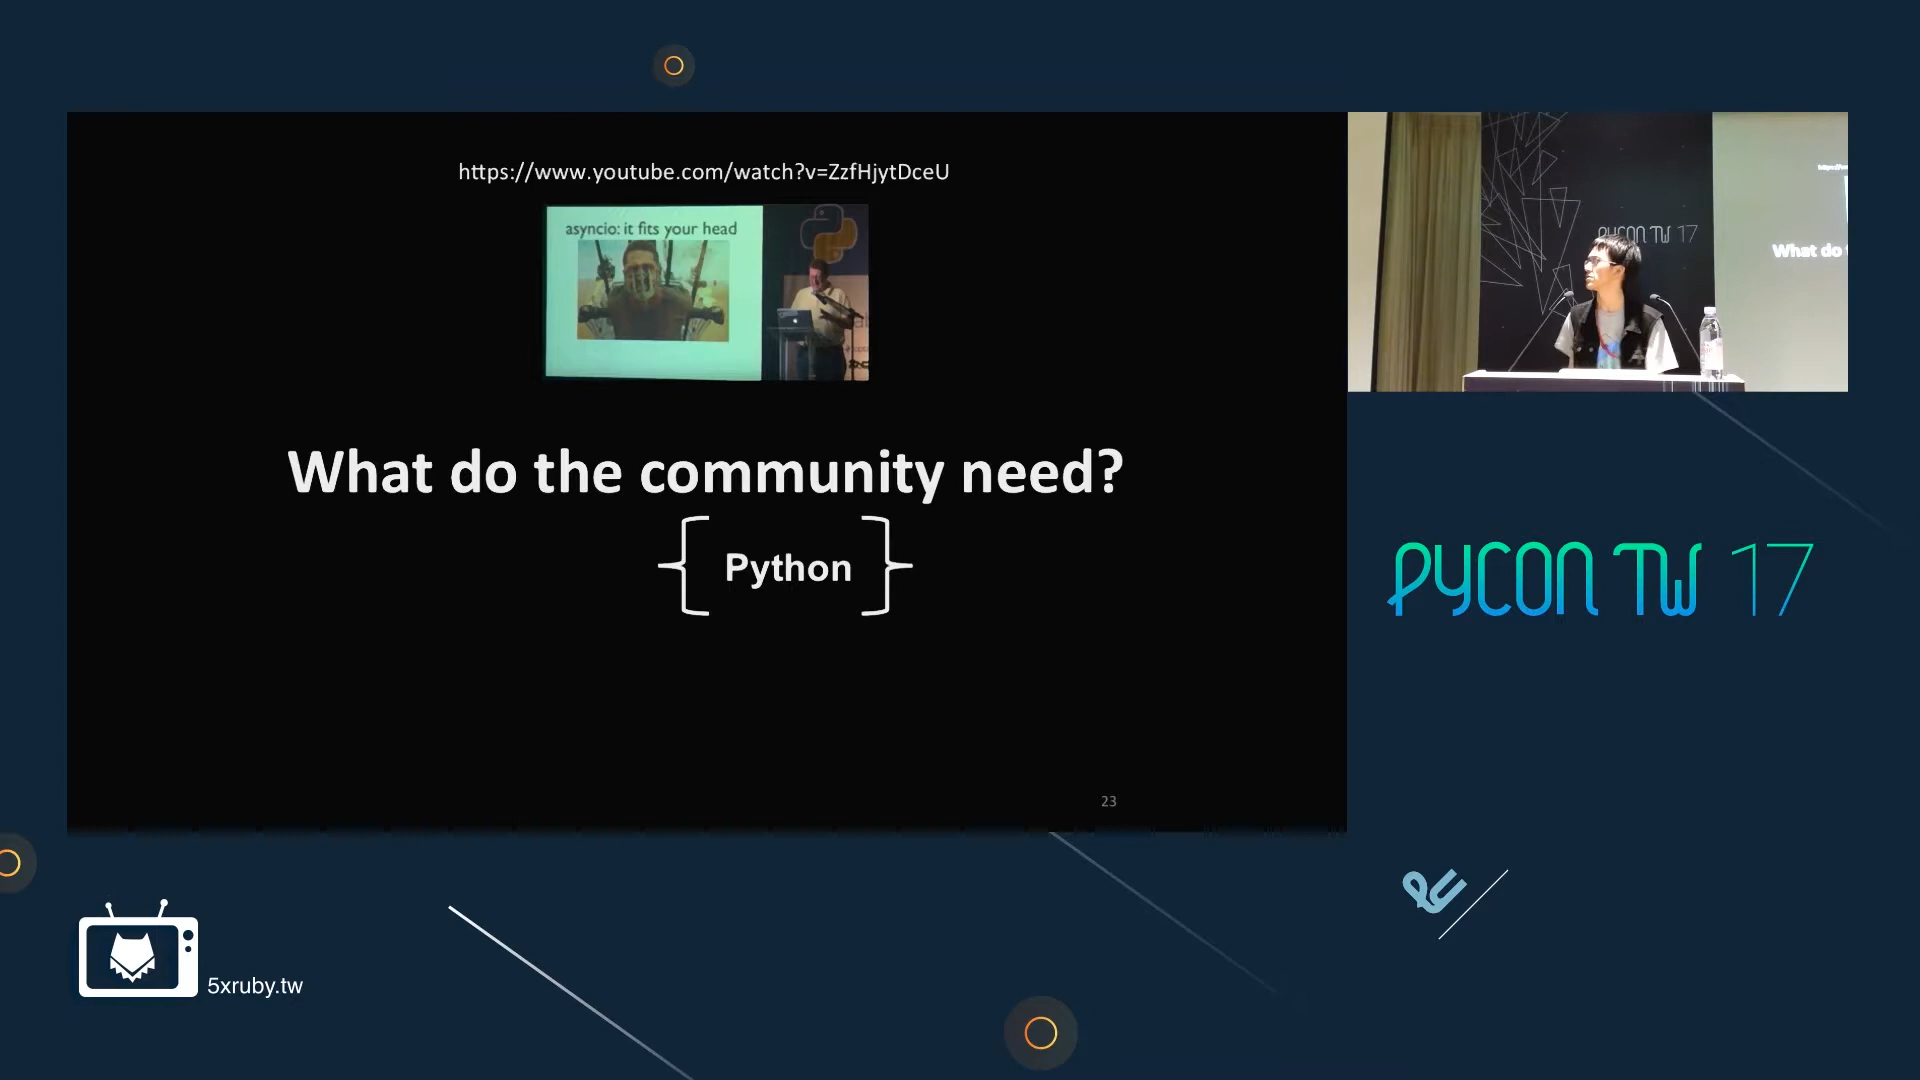 https://www.youtube.com/watch?v=ZzfHjytDceU
asyncio: it fits your head
What do the community need?
Python
23
PYCON TW 17
What do
PYCON TW 17
5xruby.tw